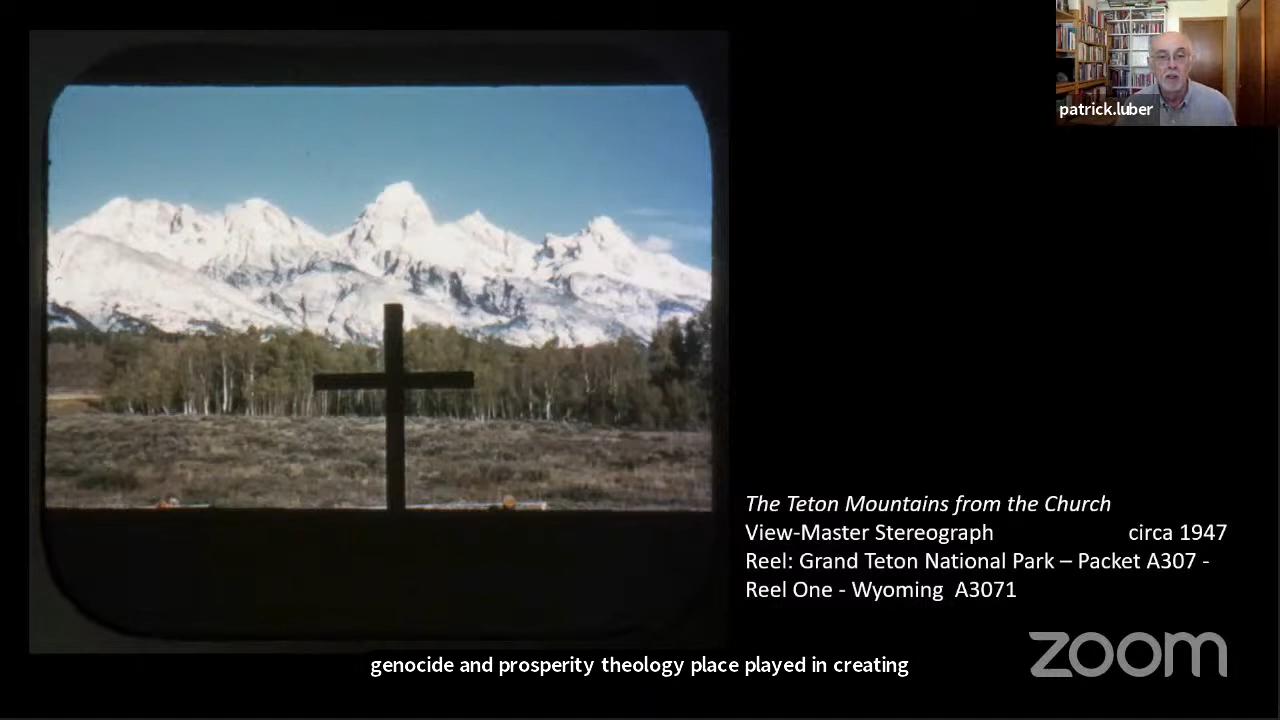 patrick.luber
The Teton Mountains from the Church
View-Master Stereograph circa 1947
Reel: Grand Teton National Park – Packet A307 -
Reel One - Wyoming A3071
zoom
genocide and prosperity theology place played in creating